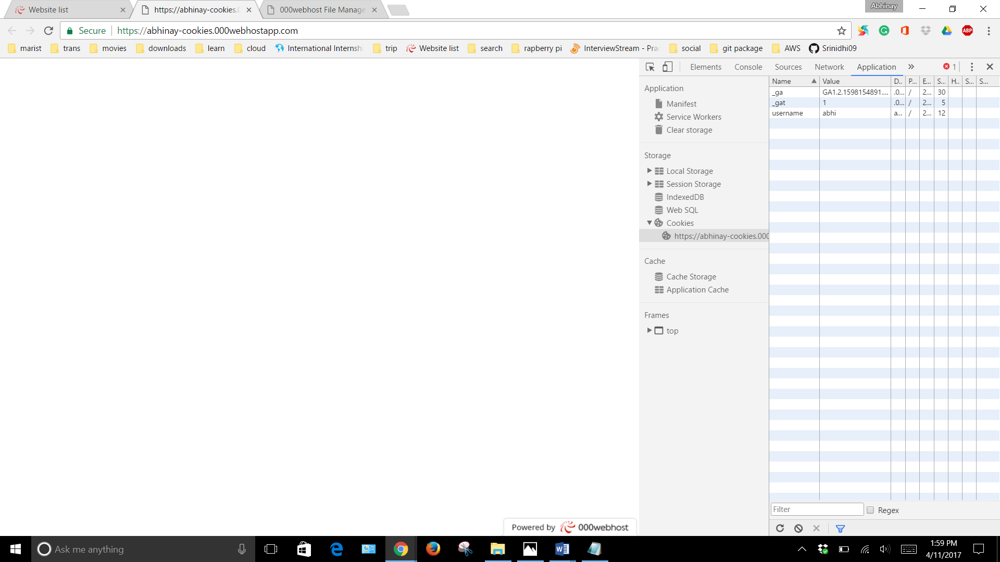 Website list
https://abhinay-cookies.0
000webhost File Manage
Abhinay
Secure
https://abhinay-cookies.000webhostapp.com
ABP
marist
trans
movies
downloads
learn
cloud
International Internshi
trip
Website list
search
rapberry pi
InterviewStream - Prac
social
git package
AWS
Srinidhi09
Elements
Console
Sources
Network
Application
1
Application
Manifest
Service Workers
Clear storage
Storage
Local Storage
Session Storage
IndexedDB
Web SQL
Cookies
https://abhinay-cookies.000
Cache
Cache Storage
Application Cache
Frames
top
Name Value D.. P... E... S... H.. S... S...
_ga GA1.2.1598154891.... .0... / 2... 30
_gat 1 .0... / 2... 5
username abhi a... / 2... 12
Filter
Regex
Powered by 000webhost
Ask me anything
1:59 PM
4/11/2017